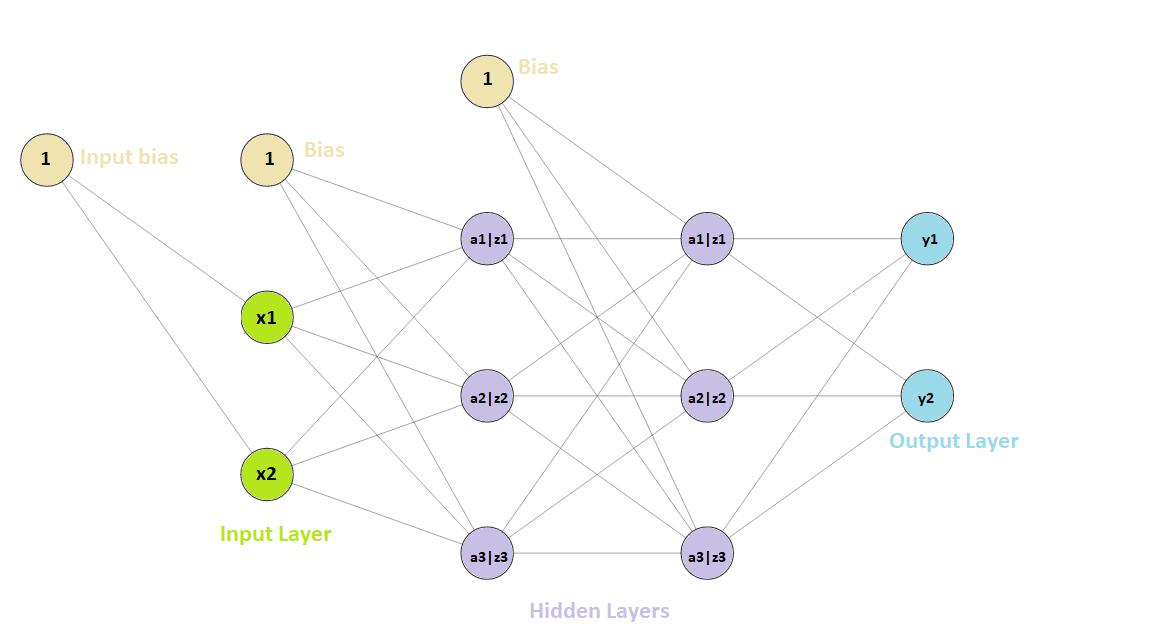 1
Bias
1
Input bias
1
Bias
a1|z1
a1|z1
y1
x1
a2|z2
a2|z2
y2
Output Layer
x2
Input Layer
a3|z3
a3|z3
Hidden Layers